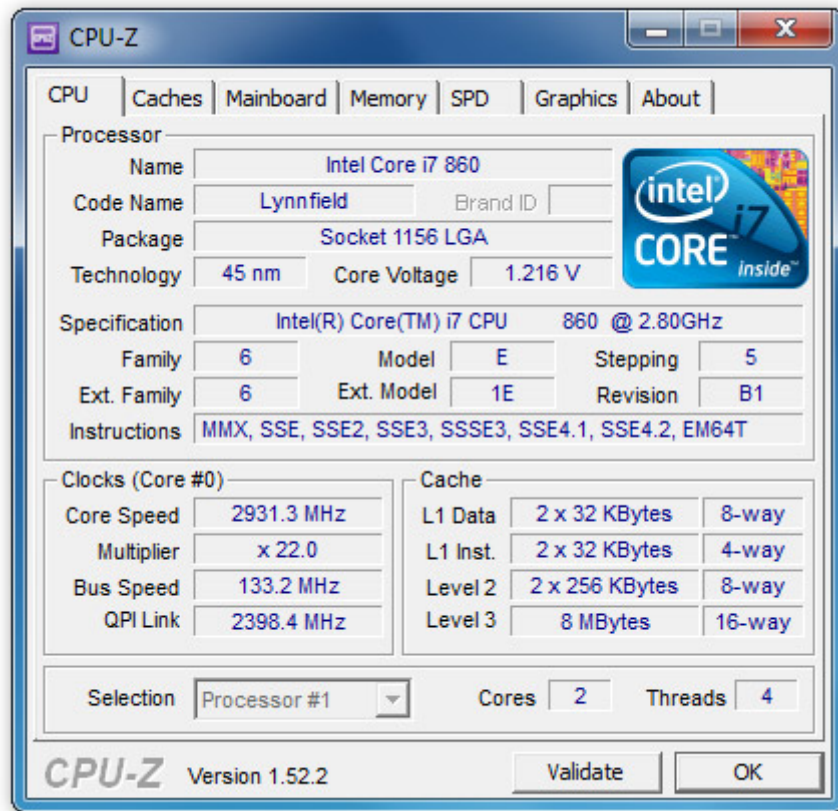 CPU-Z
CPU Caches Mainboard Memory SPD Graphics About
Processor
Name Intel Core i7 860
Code Name Lynnfield Brand ID
Package Socket 1156 LGA
Technology 45 nm Core Voltage 1.216 V
intel i7
CORE™ inside™
Specification Intel(R) Core(TM) i7 CPU 860 @ 2.80GHz
Family 6 Model E Stepping 5
Ext. Family 6 Ext. Model 1E Revision B1
Instructions MMX, SSE, SSE2, SSE3, SSSE3, SSE4.1, SSE4.2, EM64T
Clocks (Core #0)
Core Speed 2931.3 MHz
Multiplier x 22.0
Bus Speed 133.2 MHz
QPI Link 2398.4 MHz
Cache
L1 Data 2 x 32 KBytes 8-way
L1 Inst. 2 x 32 KBytes 4-way
Level 2 2 x 256 KBytes 8-way
Level 3 8 MBytes 16-way
Selection Processor #1 Cores 2 Threads 4
CPU-Z Version 1.52.2 Validate OK